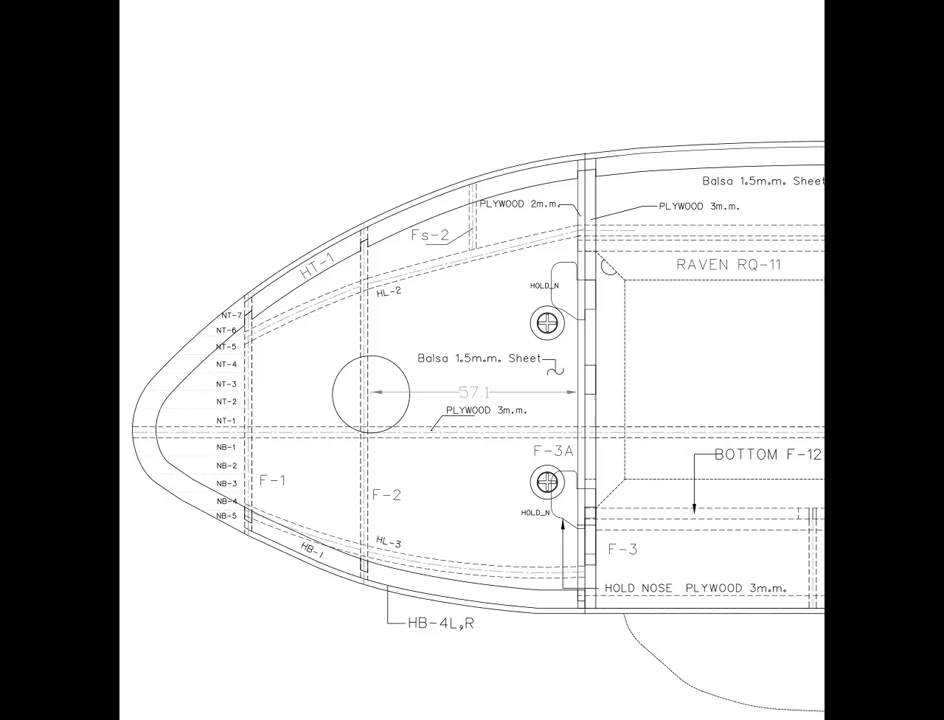 Balsa 1.5m.m. Sheet
PLYWOOD 2m.m.
PLYWOOD 3m.m.
Fs-2
HT-1
RAVEN RQ-11
HL-2
HOLD_N
NT-7
NT-6
NT-5
NT-4
NT-3
NT-2
NT-1
Balsa 1.5m.m. Sheet
57.1
PLYWOOD 3m.m.
NB-1
NB-2
NB-3
NB-4
NB-5
F-3A
BOTTOM F-12
F-1
F-2
HOLD_N
HL-3
HB-1
F-3
HOLD NOSE PLYWOOD 3m.m.
HB-4L,R